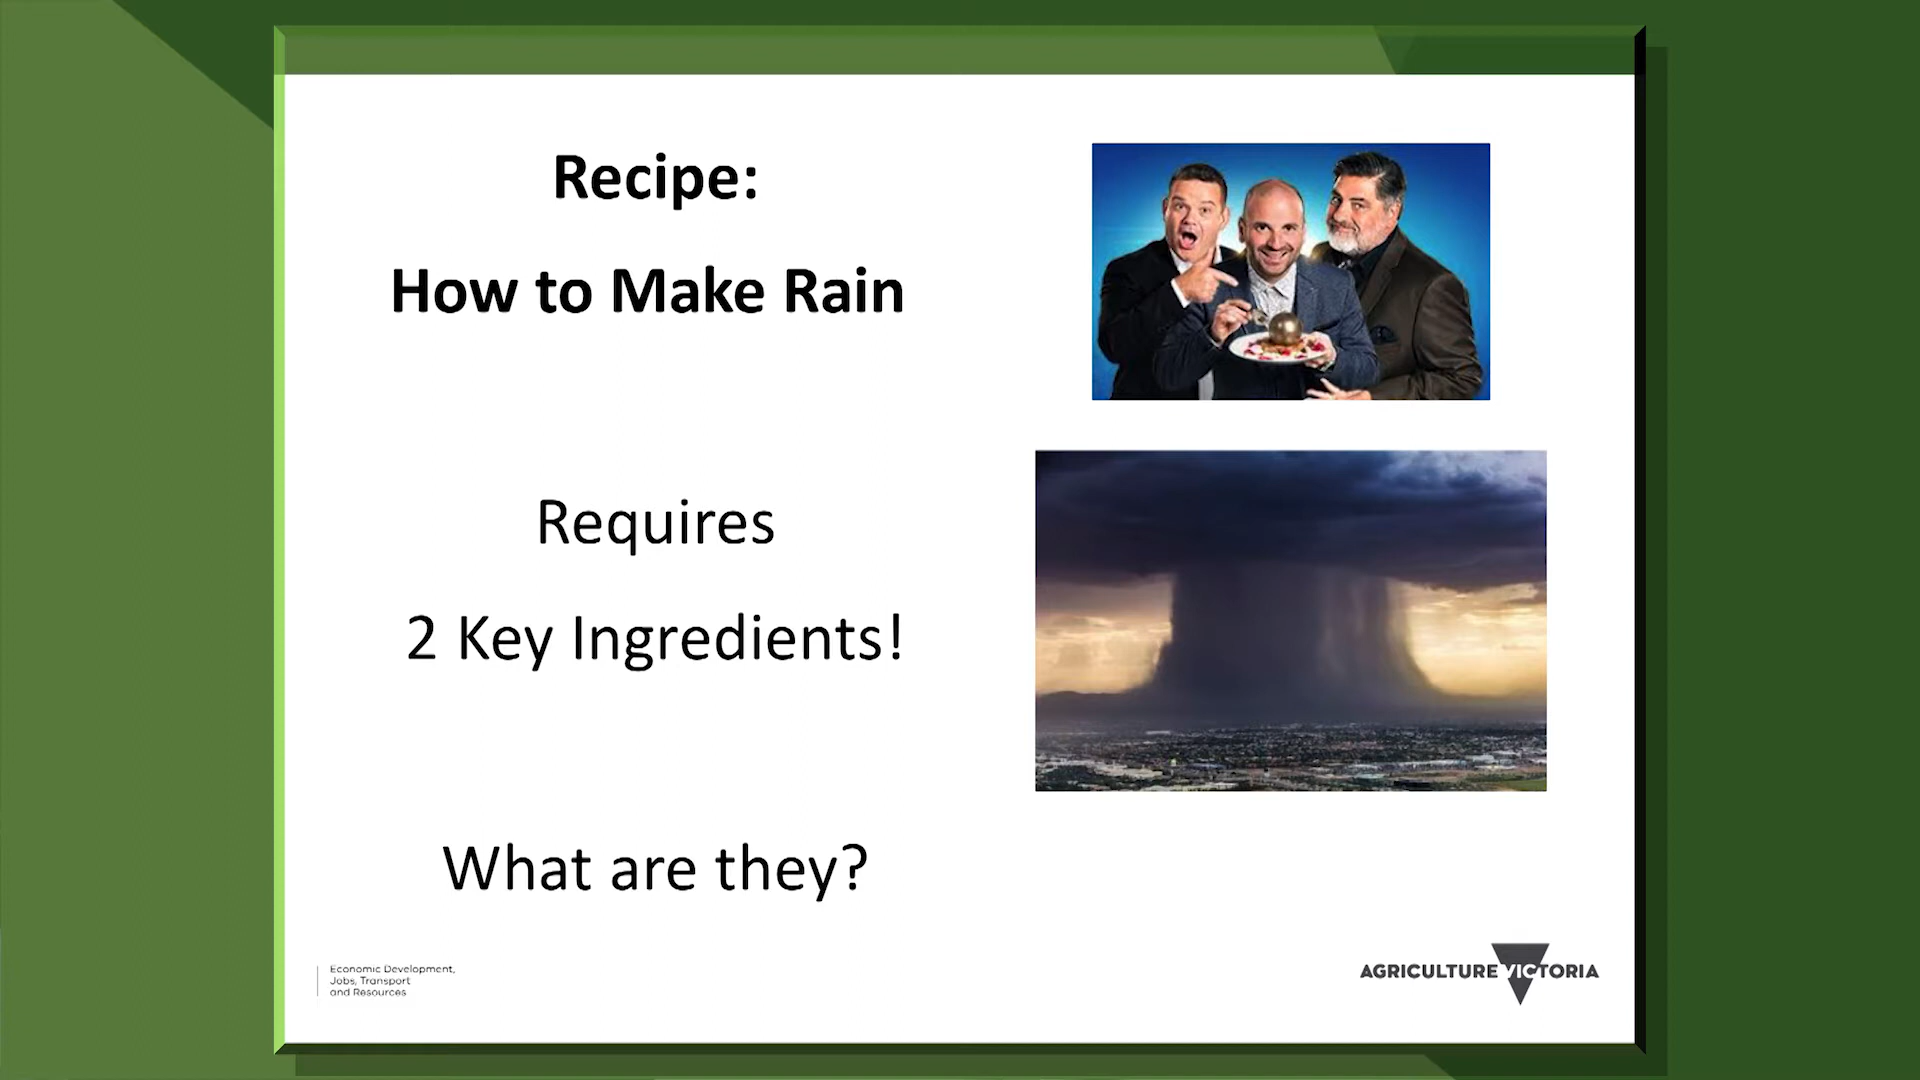 Recipe:
How to Make Rain
Requires
2 Key Ingredients!
What are they?
Economic Development,
Jobs, Transport
and Resources
AGRICULTURE VICTORIA